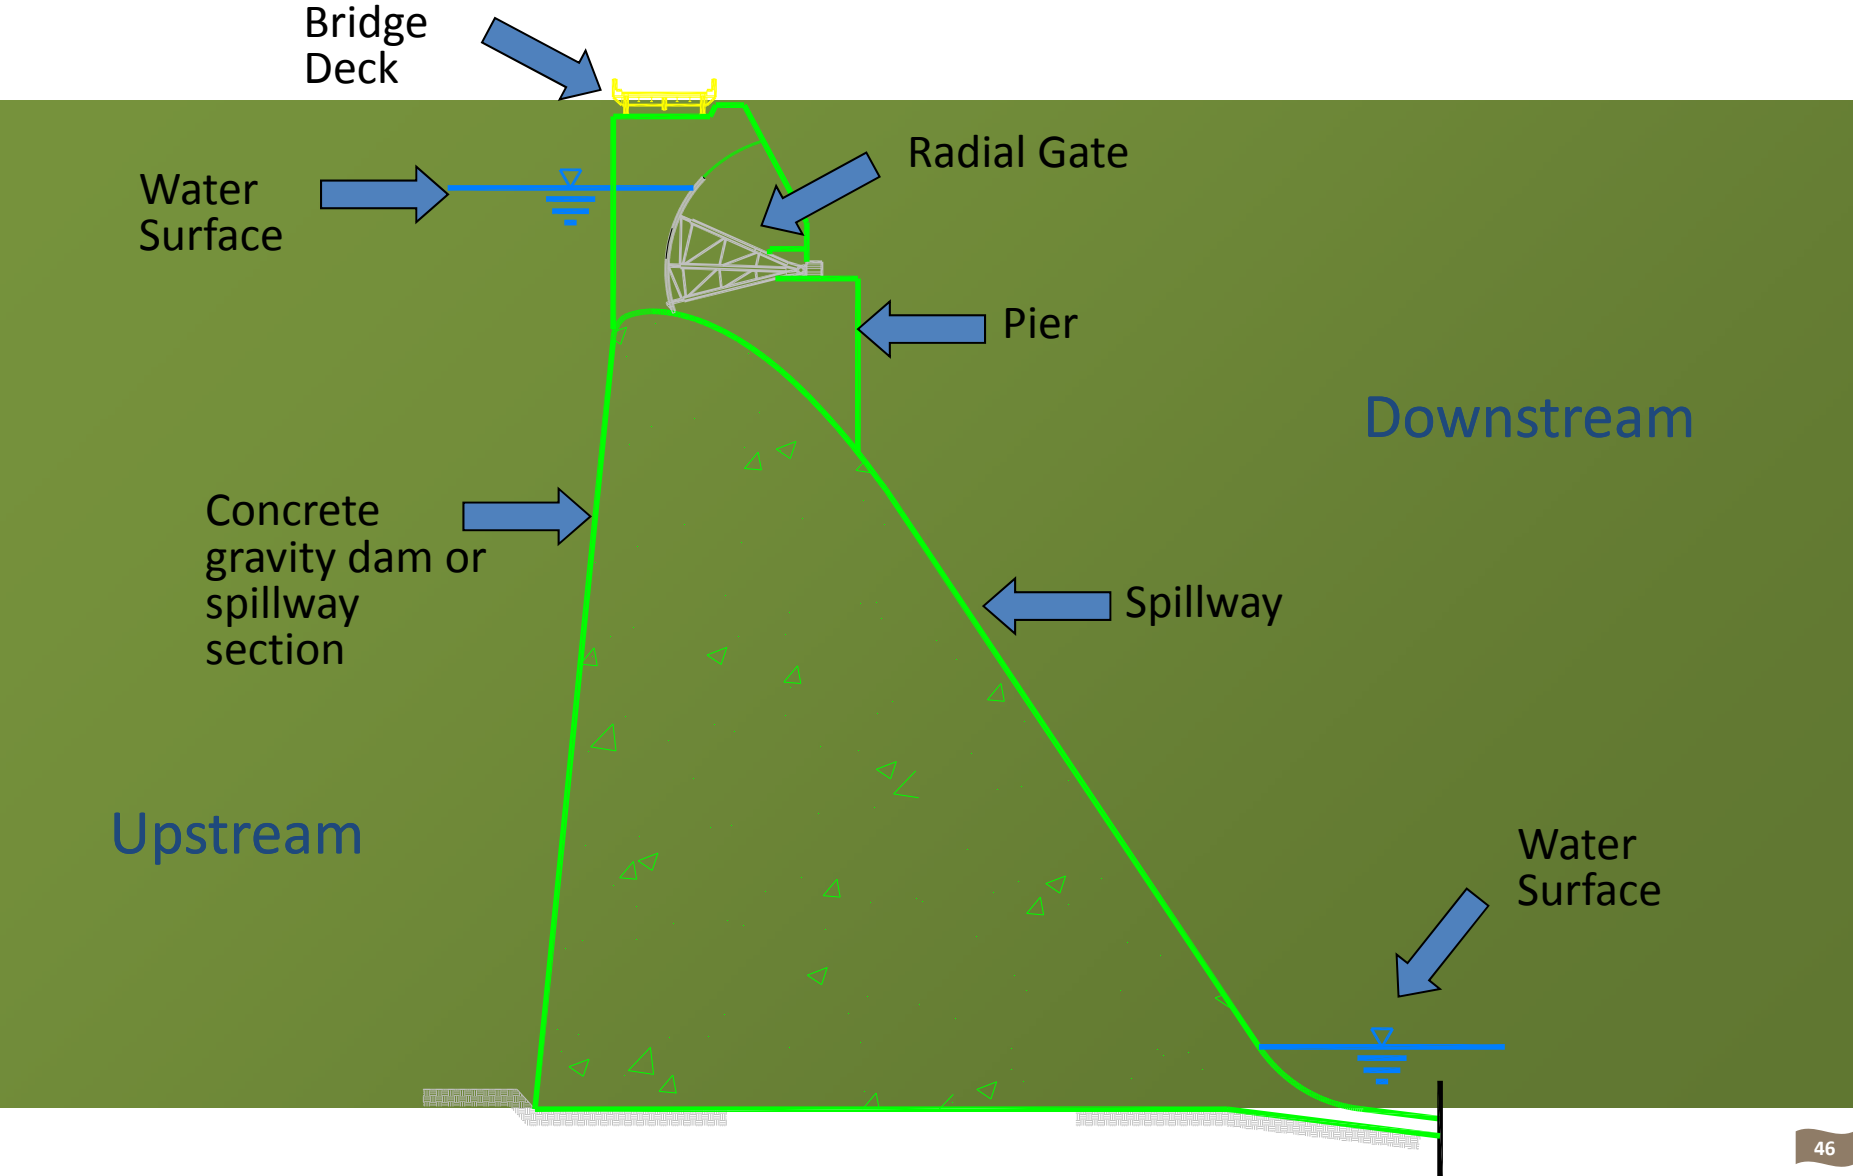 Bridge
Deck
Radial Gate
Water
Surface
Pier
Downstream
Concrete
gravity dam or
spillway
section
Spillway
Upstream
Water
Surface
46